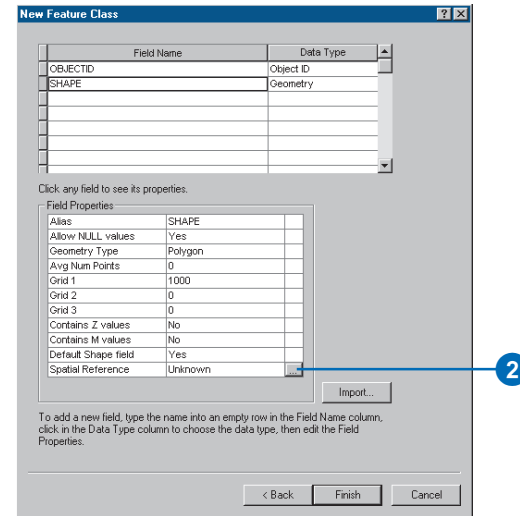 New Feature Class
Field Name Data Type
OBJECTID Object ID
SHAPE Geometry
Click any field to see its properties.
Field Properties
Alias SHAPE
Allow NULL values Yes
Geometry Type Polygon
Avg Num Points 0
Grid 1 1000
Grid 2 0
Grid 3 0
Contains Z values No
Contains M values No
Default Shape field Yes
Spatial Reference Unknown ...
2
Import...
To add a new field, type the name into an empty row in the Field Name column,
click in the Data Type column to choose the data type, then edit the Field
Properties.
< Back Finish Cancel